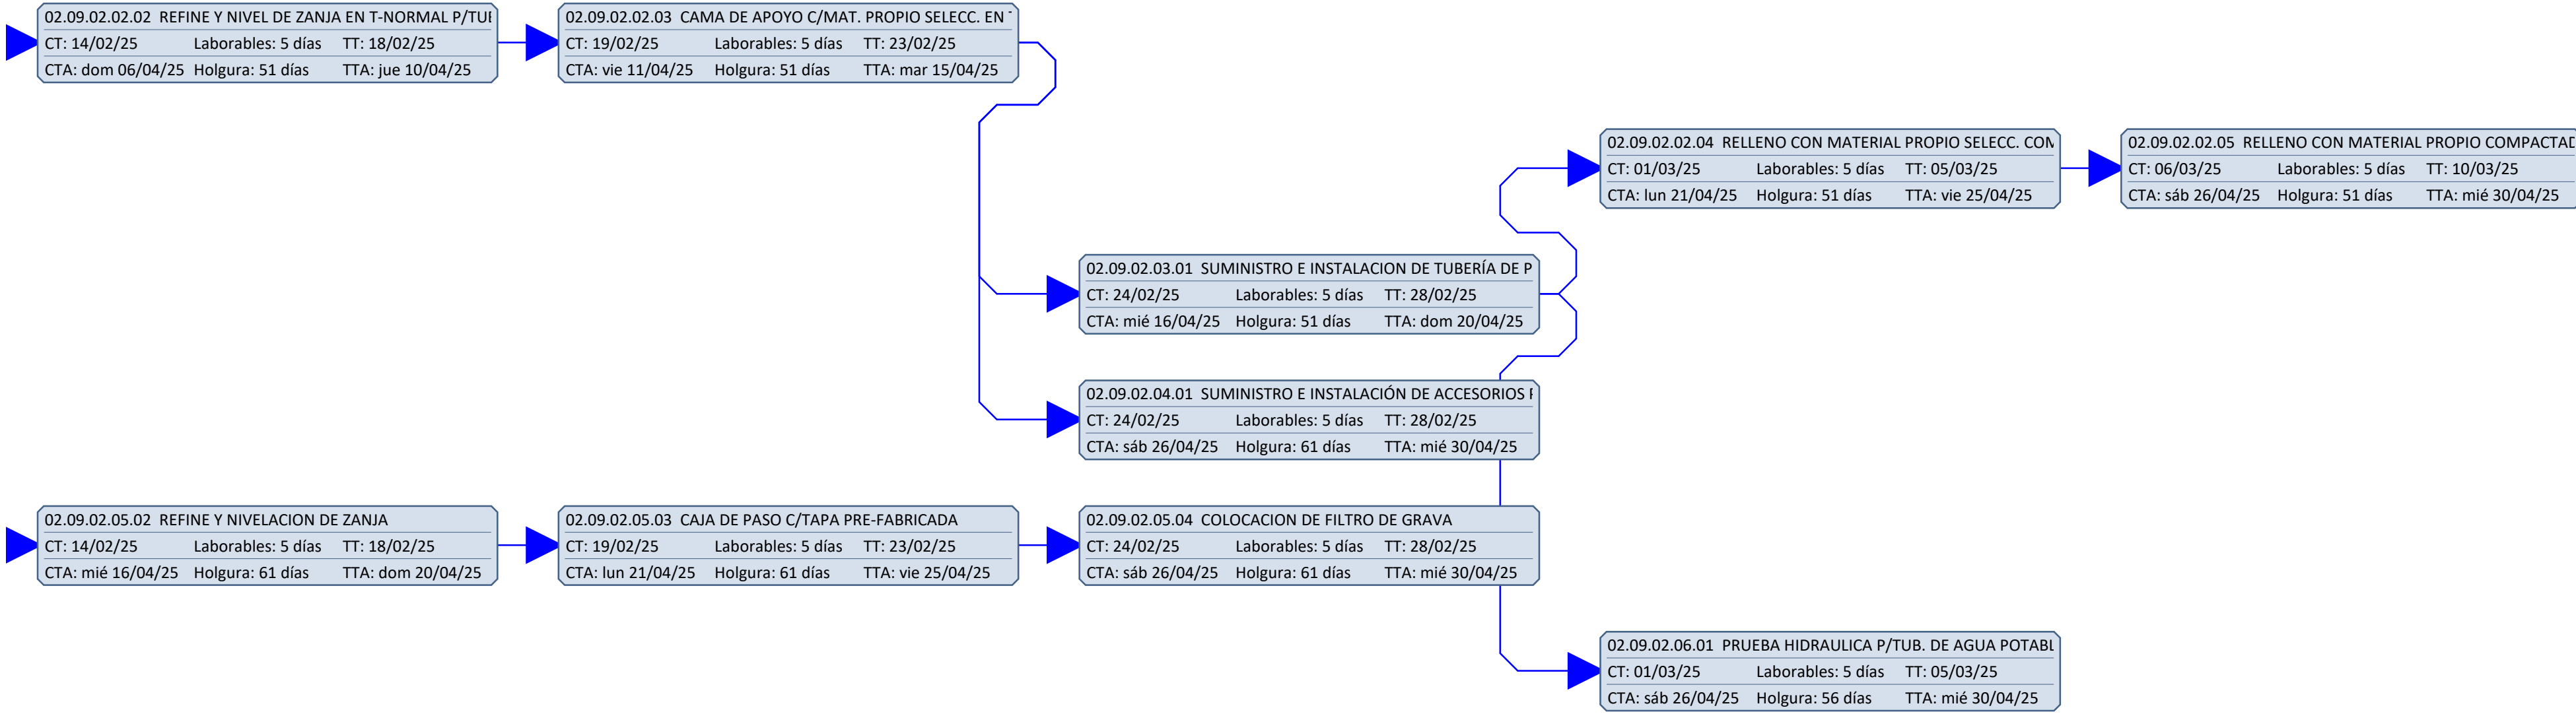 02.09.02.02.02 REFINE Y NIVEL DE ZANJA EN T-NORMAL P/TUI
CT: 14/02/25 Laborables: 5 días TT: 18/02/25
CTA: dom 06/04/25 Holgura: 51 días TTA: jue 10/04/25
02.09.02.02.03 CAMA DE APOYO C/MAT. PROPIO SELECC. EN
CT: 19/02/25 Laborables: 5 días TT: 23/02/25
CTA: vie 11/04/25 Holgura: 51 días TTA: mar 15/04/25
02.09.02.02.04 RELLENO CON MATERIAL PROPIO SELECC. COM
CT: 01/03/25 Laborables: 5 días TT: 05/03/25
CTA: lun 21/04/25 Holgura: 51 días TTA: vie 25/04/25
02.09.02.02.05 RELLENO CON MATERIAL PROPIO COMPACTAD
CT: 06/03/25 Laborables: 5 días TT: 10/03/25
CTA: sáb 26/04/25 Holgura: 51 días TTA: mié 30/04/25
02.09.02.03.01 SUMINISTRO E INSTALACION DE TUBERÍA DE P
CT: 24/02/25 Laborables: 5 días TT: 28/02/25
CTA: mié 16/04/25 Holgura: 51 días TTA: dom 20/04/25
02.09.02.04.01 SUMINISTRO E INSTALACIÓN DE ACCESORIOS
CT: 24/02/25 Laborables: 5 días TT: 28/02/25
CTA: sáb 26/04/25 Holgura: 61 días TTA: mié 30/04/25
02.09.02.05.02 REFINE Y NIVELACION DE ZANJA
CT: 14/02/25 Laborables: 5 días TT: 18/02/25
CTA: mié 16/04/25 Holgura: 61 días TTA: dom 20/04/25
02.09.02.05.03 CAJA DE PASO C/TAPA PRE-FABRICADA
CT: 19/02/25 Laborables: 5 días TT: 23/02/25
CTA: lun 21/04/25 Holgura: 61 días TTA: vie 25/04/25
02.09.02.05.04 COLOCACION DE FILTRO DE GRAVA
CT: 24/02/25 Laborables: 5 días TT: 28/02/25
CTA: sáb 26/04/25 Holgura: 61 días TTA: mié 30/04/25
02.09.02.06.01 PRUEBA HIDRAULICA P/TUB. DE AGUA POTABL
CT: 01/03/25 Laborables: 5 días TT: 05/03/25
CTA: sáb 26/04/25 Holgura: 56 días TTA: mié 30/04/25